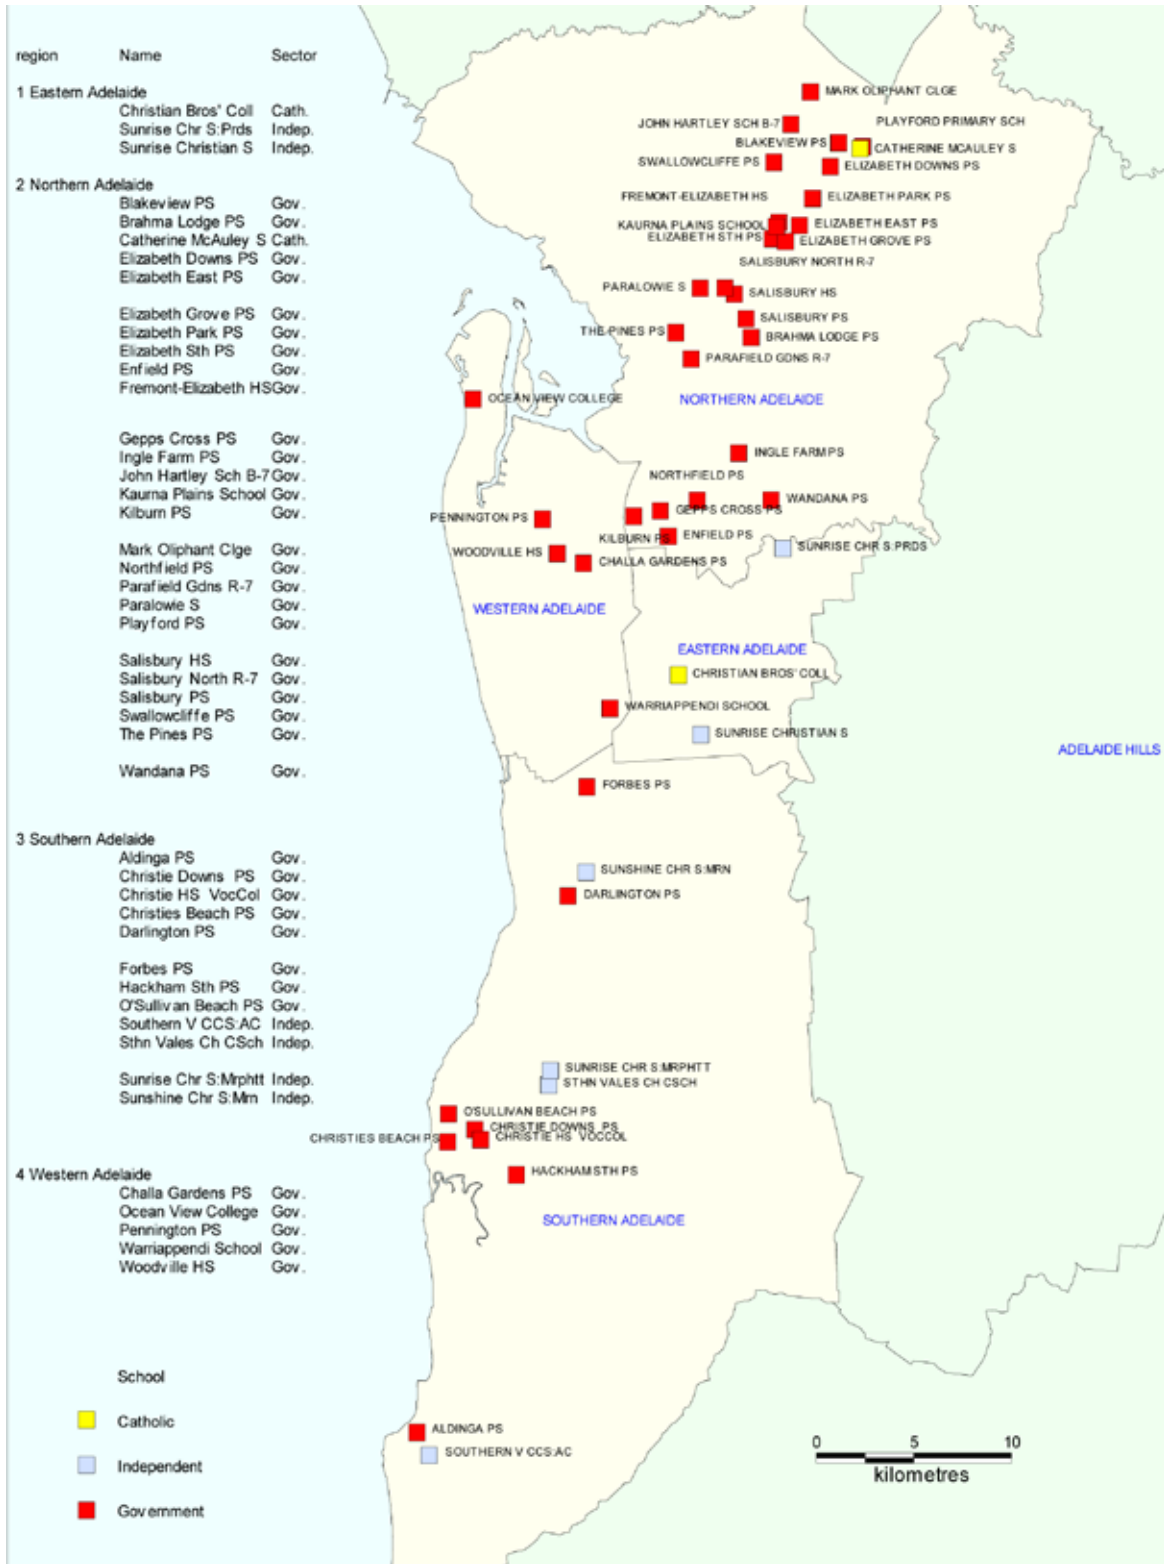 region Name Sector
1 Eastern Adelaide
Christian Bros' Coll Cath.
Sunrise Chr S:Prds Indep.
Sunrise Christian S Indep.
2 Northern Adelaide
Blakeview PS Gov.
Brahma Lodge PS Gov.
Catherine McAuley S Cath.
Elizabeth Downs PS Gov.
Elizabeth East PS Gov.
Elizabeth Grove PS Gov.
Elizabeth Park PS Gov.
Elizabeth Sth PS Gov.
Enfield PS Gov.
Fremont-Elizabeth HS Gov.
Gepps Cross PS Gov.
Ingle Farm PS Gov.
John Hartley Sch B-7 Gov.
Kaurna Plains School Gov.
Kilburn PS Gov.
Mark Oliphant Clge Gov.
Northfield PS Gov.
Parafield Gdns R-7 Gov.
Paralowie S Gov.
Playford PS Gov.
Salisbury HS Gov.
Salisbury North R-7 Gov.
Salisbury PS Gov.
Swallowcliffe PS Gov.
The Pines PS Gov.
Wandana PS Gov.
3 Southern Adelaide
Aldinga PS Gov.
Christie Downs PS Gov.
Christie HS VocCol Gov.
Christies Beach PS Gov.
Darlington PS Gov.
Forbes PS Gov.
Hackham Sth PS Gov.
O'Sullivan Beach PS Gov.
Southern V CCS:AC Indep.
Sthn Vales Ch CSch Indep.
Sunrise Chr S:Mrphtt Indep.
Sunshine Chr S:Mrn Indep.
4 Western Adelaide
Challa Gardens PS Gov.
Ocean View College Gov.
Pennington PS Gov.
Warriappendi School Gov.
Woodville HS Gov.
School
Catholic
Independent
Government
MARK OLIPHANT CLGE
JOHN HARTLEY SCH B-7
PLAYFORD PRIMARY SCH
BLAKEVIEW PS
CATHERINE MCAULEY S
SWALLOWCLIFFE PS
ELIZABETH DOWNS PS
FREMONT-ELIZABETH HS
ELIZABETH PARK PS
KAURNA PLAINS SCHOOL
ELIZABETH EAST PS
ELIZABETH STH PS
ELIZABETH GROVE PS
SALISBURY NORTH R-7
PARALOWIE S
SALISBURY HS
SALISBURY PS
THE PINES PS
BRAHMA LODGE PS
PARAFIELD GDNS R-7
OCEAN VIEW COLLEGE
NORTHERN ADELAIDE
INGLE FARM PS
NORTHFIELD PS
WANDANA PS
GEPPS CROSS PS
PENNINGTON PS
KILBURN PS
ENFIELD PS
SUNRISE CHR S:PRDS
WOODVILLE HS
CHALLA GARDENS PS
WESTERN ADELAIDE
EASTERN ADELAIDE
CHRISTIAN BROS' COLL
WARRIAPPENDI SCHOOL
SUNRISE CHRISTIAN S
ADELAIDE HILLS
FORBES PS
SUNSHINE CHR S:MRN
DARLINGTON PS
SUNRISE CHR S:MRPHTT
STHN VALES CH CSCH
O'SULLIVAN BEACH PS
CHRISTIE DOWNS PS
CHRISTIES BEACH PS
CHRISTIE HS VOCCOL
HACKHAM STH PS
SOUTHERN ADELAIDE
ALDINGA PS
SOUTHERN V CCS:AC
0 5 10
kilometres